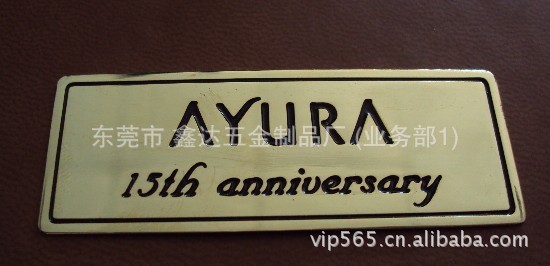 AYURA
东莞市 鑫达五金制品厂(业务部1)
15th anniversary
vip565.cn.alibaba.com